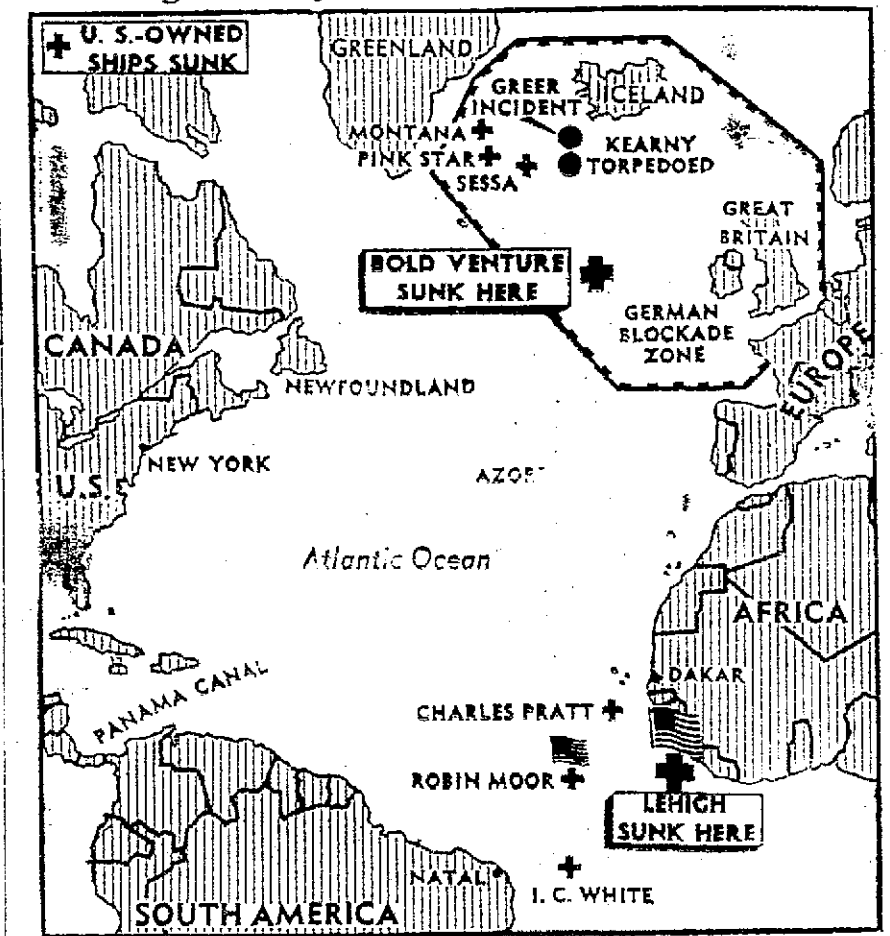 U. S.-OWNED
SHIPS SUNK
GREENLAND
GREER
INCIDENT
ICELAND
MONTANA
KEARNY
TORPEDOED
PINK STAR
SESSA
GREAT
BRITAIN
BOLD VENTURE
SUNK HERE
GERMAN
BLOCKADE
ZONE
EUROPE
CANADA
NEWFOUNDLAND
NEW YORK
U.S.
Atlantic Ocean
AFRICA
DAKAR
PANAMA CANAL
CHARLES PRATT
ROBIN MOOR
LEHIGH
SUNK HERE
NATAL
I. C. WHITE
SOUTH AMERICA